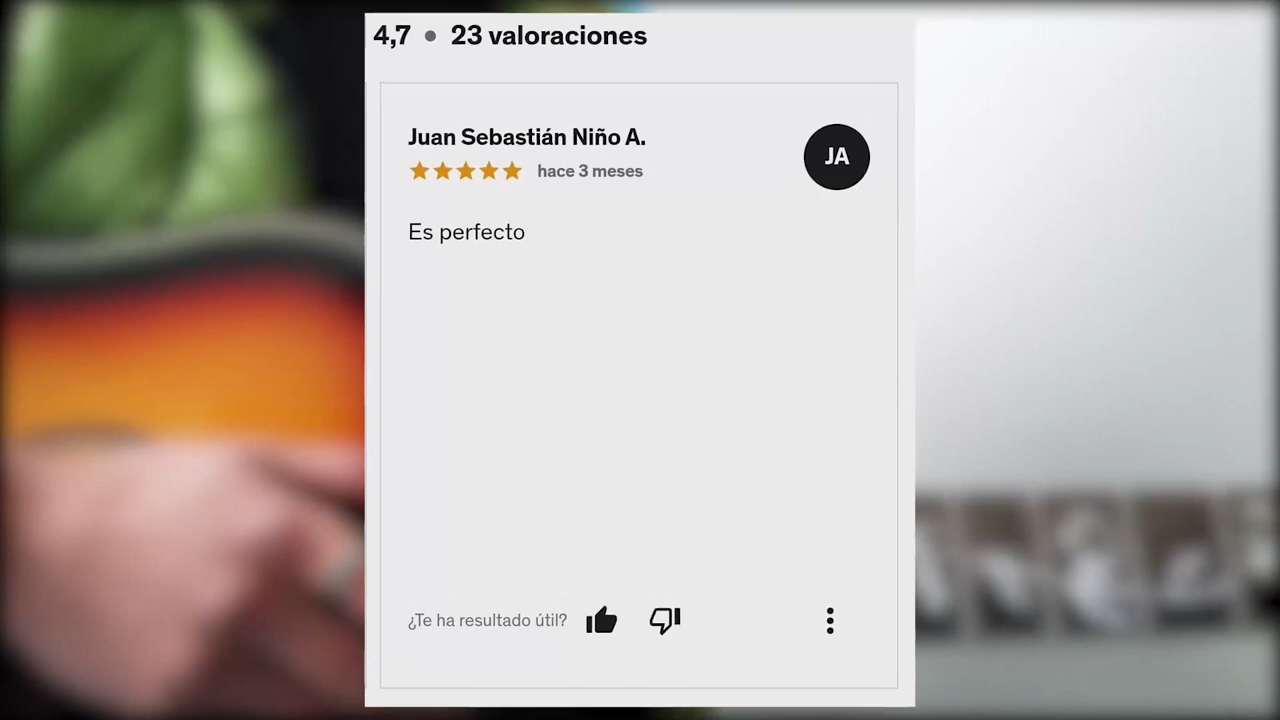 4,7 • 23 valoraciones
Juan Sebastián Niño A.
hace 3 meses
JA
Es perfecto
¿Te ha resultado útil?